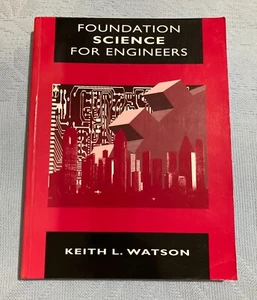 FOUNDATION
SCIENCE
FOR ENGINEERS
KEITH L. WATSON